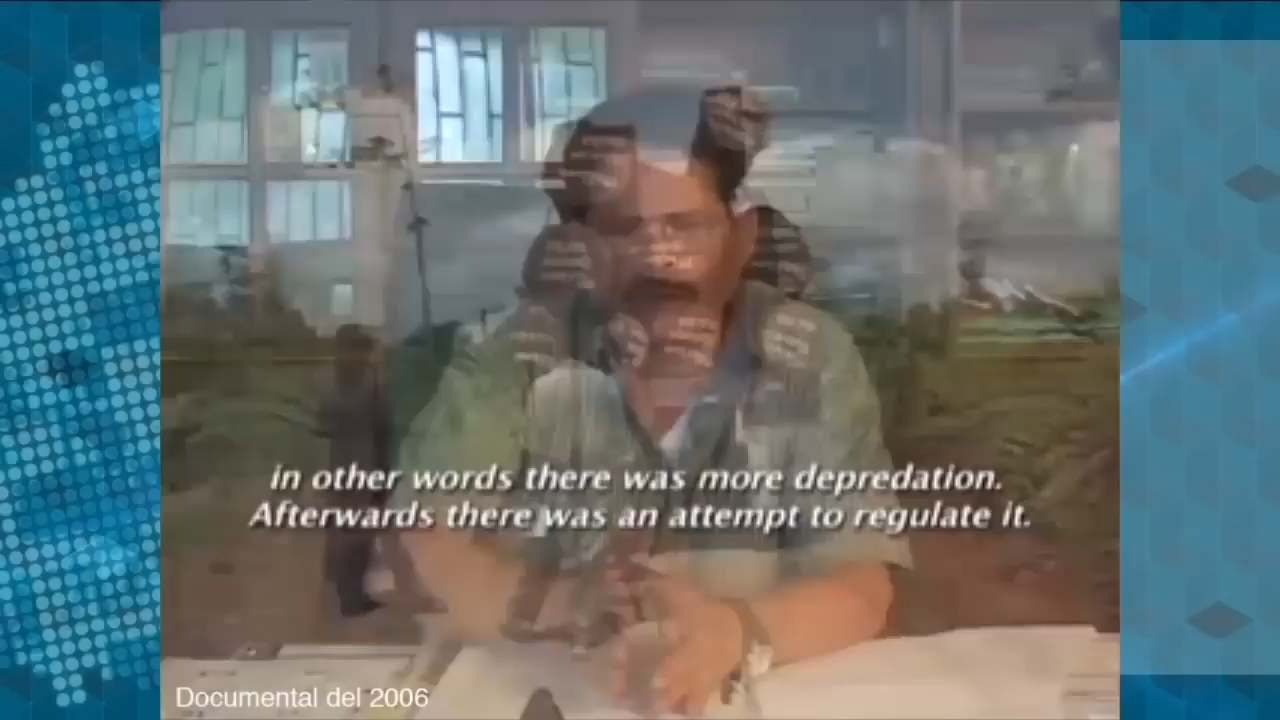 in other words there was more depredation.
Afterwards there was an attempt to regulate it.
Documental del 2006